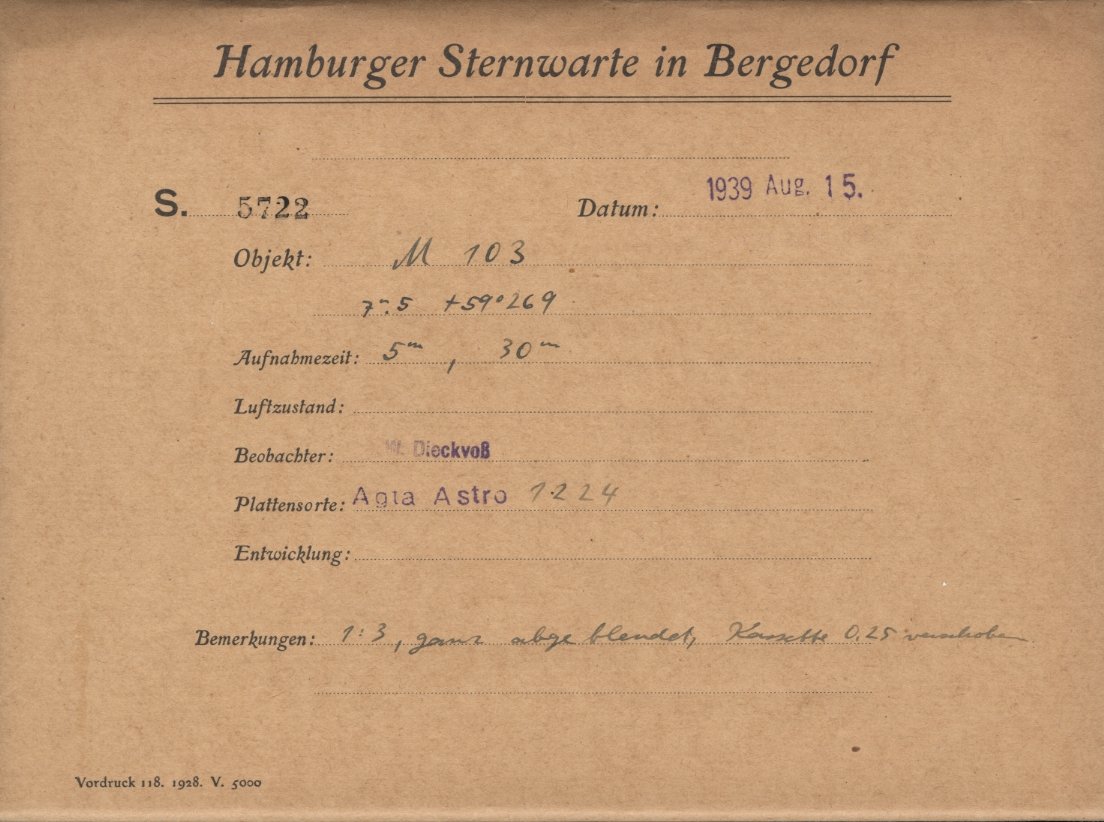 Hamburger Sternwarte in Bergedorf
S. 5722 Datum: 1939 Aug. 15.
Objekt: M 103
7ᵐ.5 +59°269
Aufnahmezeit: 5ᵐ, 30ᵐ
Luftzustand:
Beobachter: W. Dieckvoß
Plattensorte: Agfa Astro 1224
Entwicklung:
Bemerkungen: 1:3, ganz abgeblendet, Kassette 0.25 verschoben
Vordruck 118. 1928. V. 5000